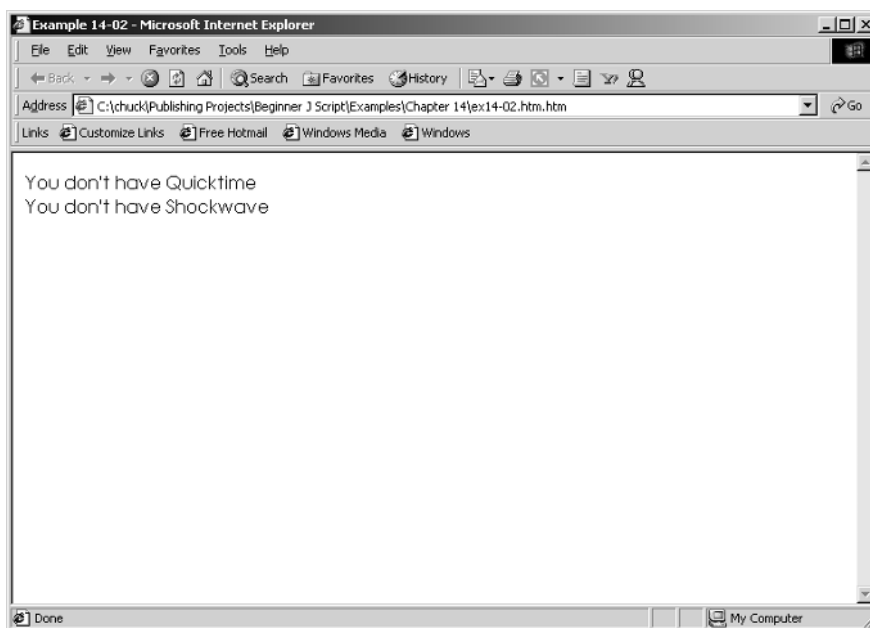 Example 14-02 - Microsoft Internet Explorer
File Edit View Favorites Tools Help
Back Search Favorites History
Address C:\chuck\Publishing Projects\Beginner J Script\Examples\Chapter 14\ex14-02.htm.htm Go
Links Customize Links Free Hotmail Windows Media Windows
You don't have Quicktime
You don't have Shockwave
Done My Computer